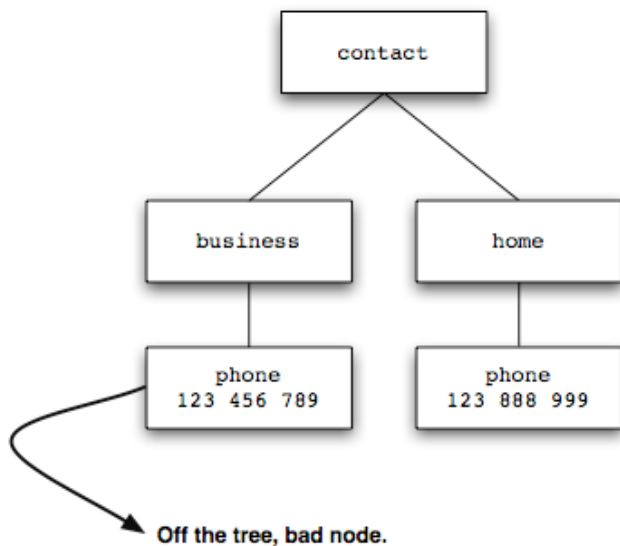 contact
business
home
phone
123 456 789
phone
123 888 999
Off the tree, bad node.